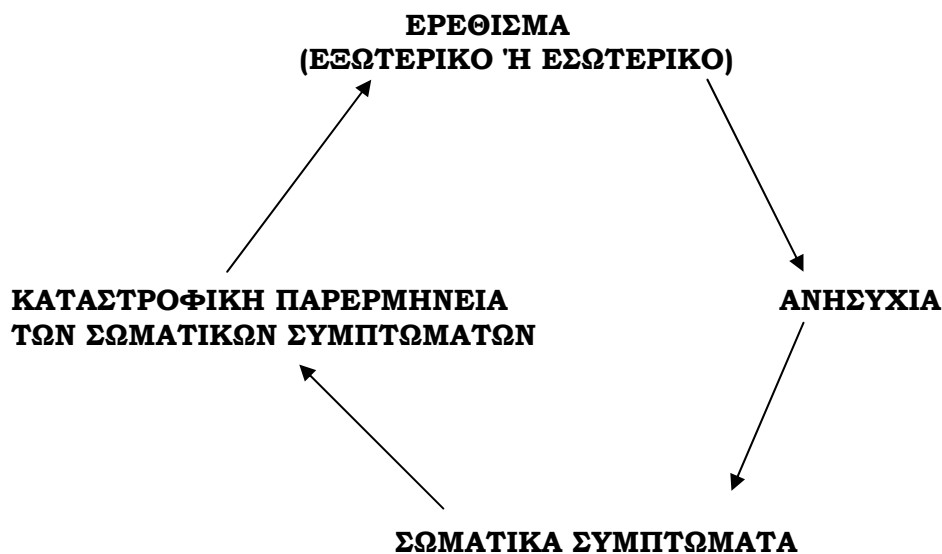 ΕΡΕΘΙΣΜΑ
(ΕΞΩΤΕΡΙΚΟ 'Η ΕΣΩΤΕΡΙΚΟ)
ΚΑΤΑΣΤΡΟΦΙΚΗ ΠΑΡΕΡΜΗΝΕΙΑ
ΤΩΝ ΣΩΜΑΤΙΚΩΝ ΣΥΜΠΤΩΜΑΤΩΝ
ΑΝΗΣΥΧΙΑ
ΣΩΜΑΤΙΚΑ ΣΥΜΠΤΩΜΑΤΑ